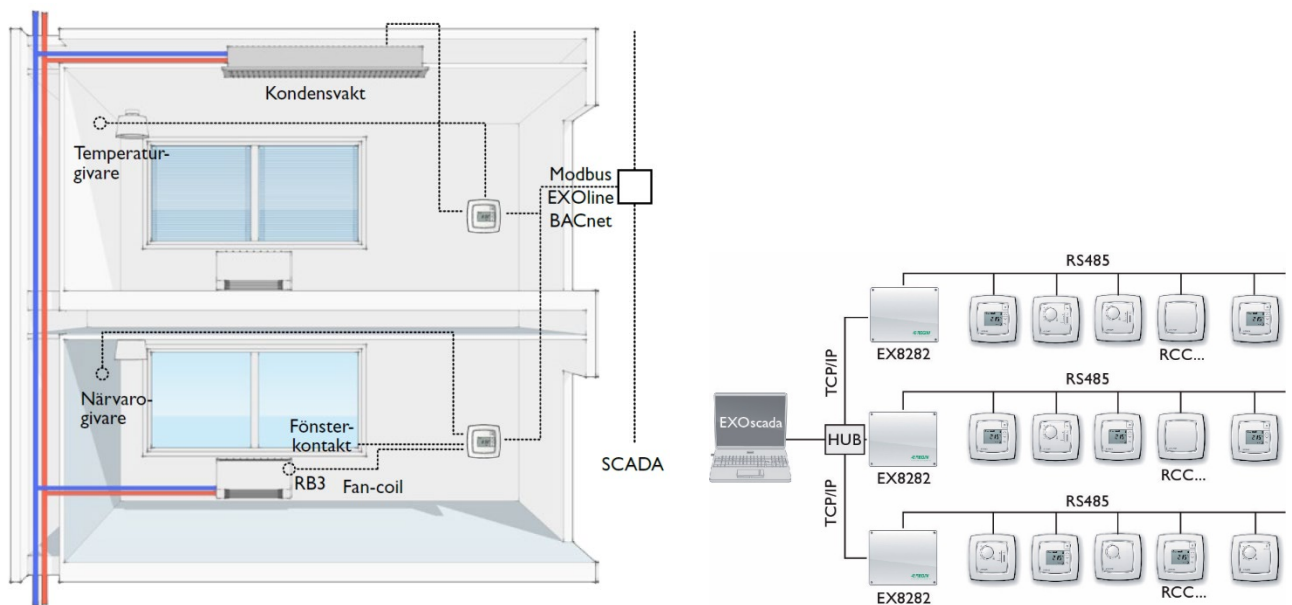 Kondensvakt
Temperatur-
givare
Modbus
EXOline
BACnet
Närvaro-
givare
Fönster-
kontakt
RB3
Fan-coil
SCADA
RS485
EX8282
RCC...
TCP/IP
RS485
EXOscada
HUB
EX8282
RCC...
TCP/IP
RS485
EX8282
RCC...